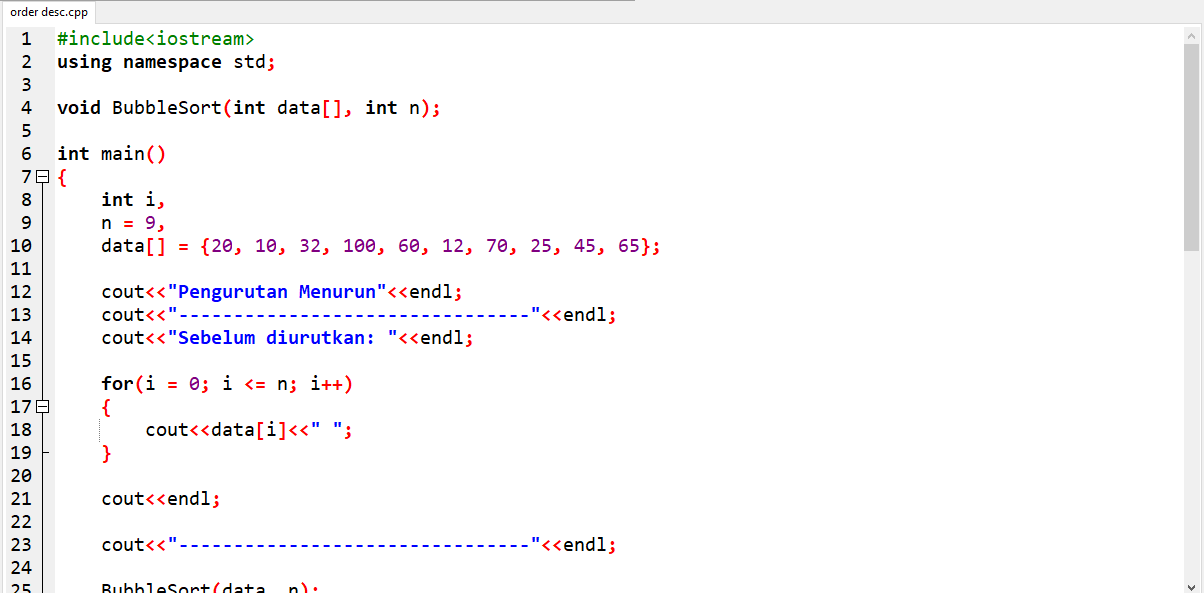 order desc.cpp
1 #include<iostream>
2 using namespace std;
3
4 void BubbleSort(int data[], int n);
5
6 int main()
7 {
8     int i,
9     n = 9,
10     data[] = {20, 10, 32, 100, 60, 12, 70, 25, 45, 65};
11
12     cout<<"Pengurutan Menurun"<<endl;
13     cout<<"--------------------------------"<<endl;
14     cout<<"Sebelum diurutkan: "<<endl;
15
16     for(i = 0; i <= n; i++)
17     {
18         cout<<data[i]<<" ";
19     }
20
21     cout<<endl;
22
23     cout<<"--------------------------------"<<endl;
24
25     BubbleSort(data, n);